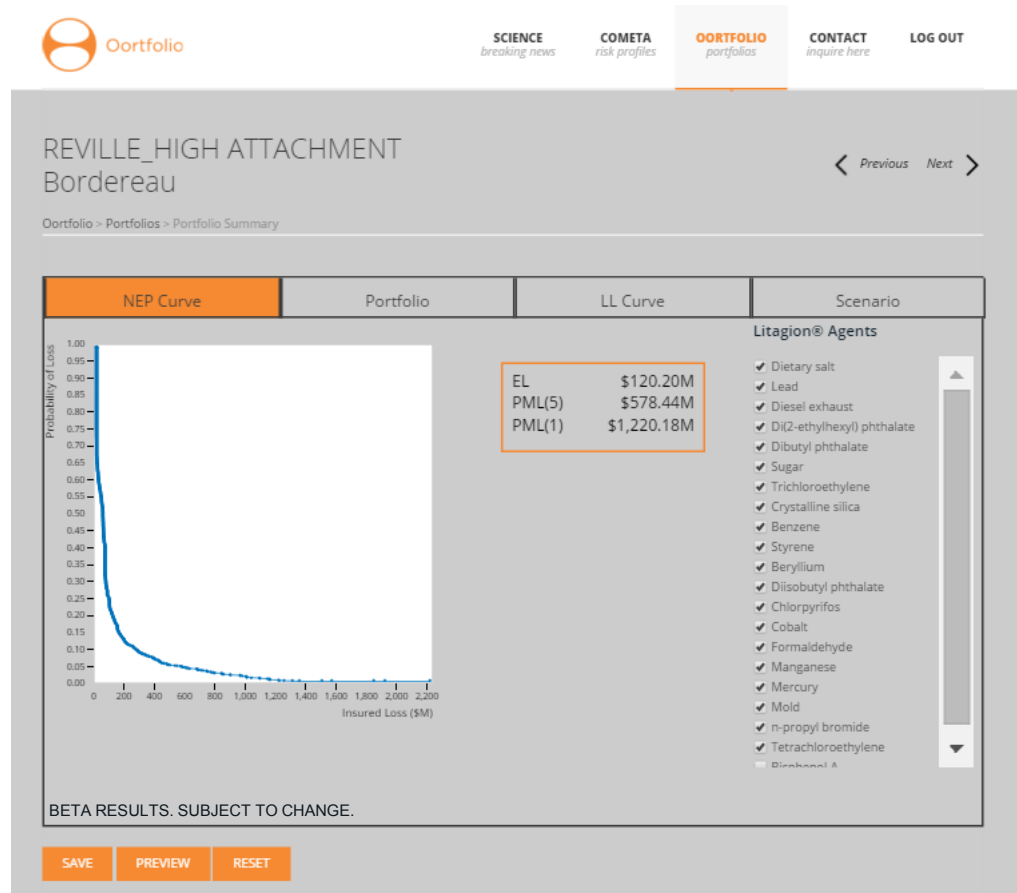 Oortfolio
SCIENCE
breaking news
COMETA
risk profiles
OORTFOLIO
portfolios
CONTACT
inquire here
LOG OUT
REVILLE_HIGH ATTACHMENT
Bordereau
Previous Next
Oortfolio > Portfolios > Portfolio Summary
NEP Curve
Portfolio
LL Curve
Scenario
Probability of Loss
1.00
0.95
0.90
0.85
0.80
0.75
0.70
0.65
0.60
0.55
0.50
0.45
0.40
0.35
0.30
0.25
0.20
0.15
0.10
0.05
0.00
0 200 400 600 800 1,000 1,200 1,400 1,600 1,800 2,000 2,200
Insured Loss ($M)
EL $120.20M
PML(5) $578.44M
PML(1) $1,220.18M
Litagion® Agents
Dietary salt
Lead
Diesel exhaust
Di(2-ethylhexyl) phthalate
Dibutyl phthalate
Sugar
Trichloroethylene
Crystalline silica
Benzene
Styrene
Beryllium
Diisobutyl phthalate
Chlorpyrifos
Cobalt
Formaldehyde
Manganese
Mercury
Mold
n-propyl bromide
Tetrachloroethylene
Bisphenol A
BETA RESULTS. SUBJECT TO CHANGE.
SAVE
PREVIEW
RESET